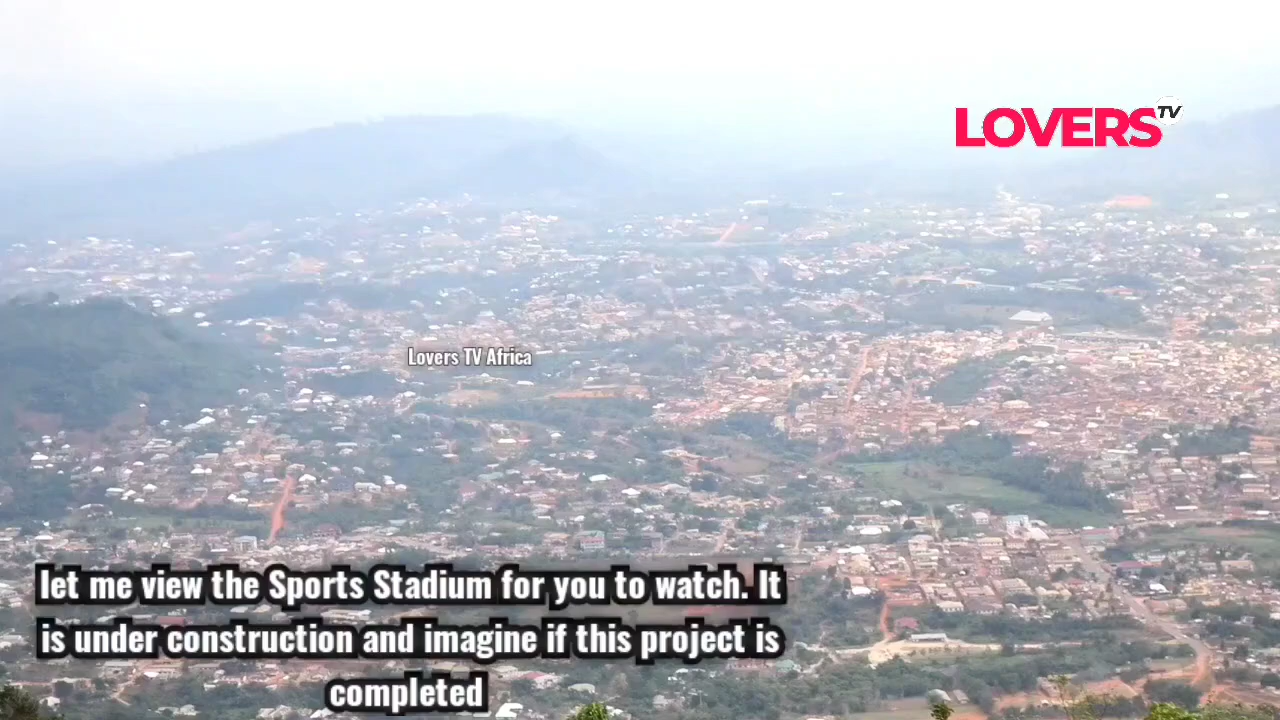 LOVERS TV
Lovers TV Africa
let me view the Sports Stadium for you to watch. It
is under construction and imagine if this project is
completed